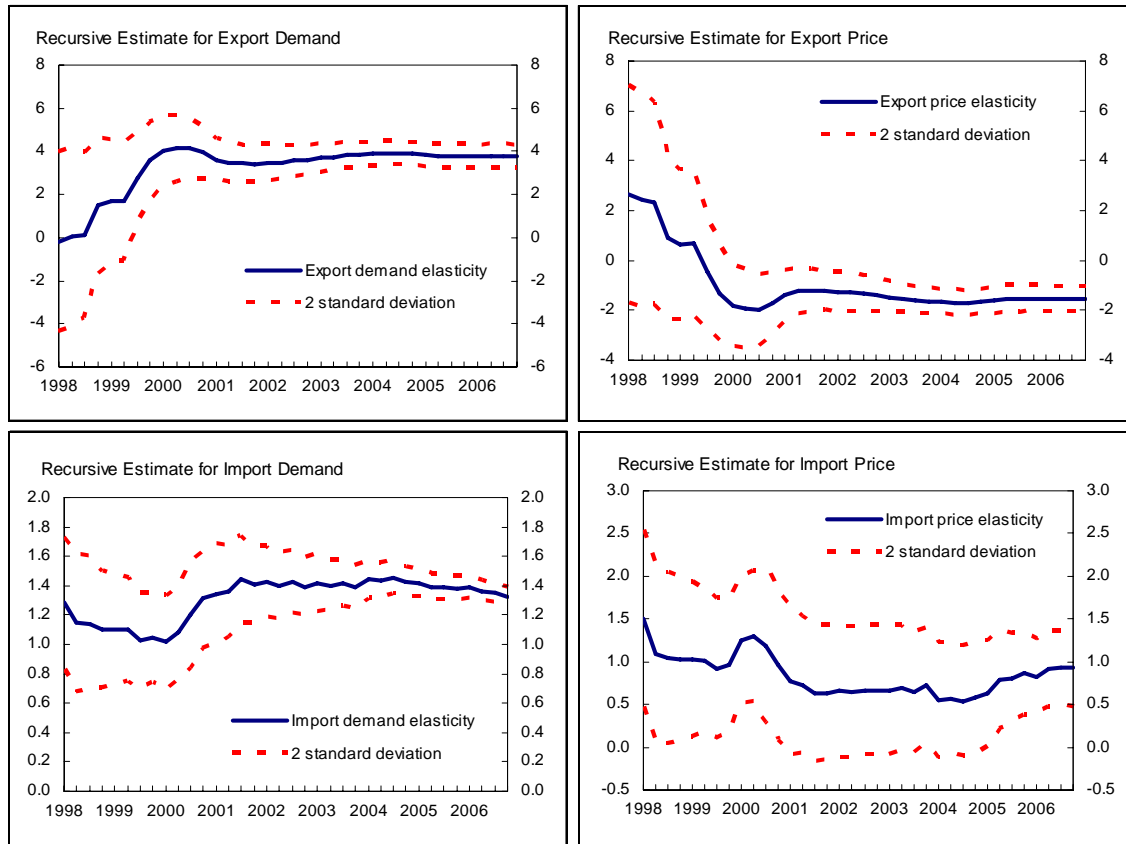 Recursive Estimate for Export Demand
8 8
6 6
4 4
2 2
0 0
-2 -2
-4 -4
-6 -6
Export demand elasticity
2 standard deviation
1998 1999 2000 2001 2002 2003 2004 2005 2006
Recursive Estimate for Export Price
8 8
6 6
4 4
2 2
0 0
-2 -2
-4 -4
Export price elasticity
2 standard deviation
1998 1999 2000 2001 2002 2003 2004 2005 2006
Recursive Estimate for Import Demand
2.0 2.0
1.8 1.8
1.6 1.6
1.4 1.4
1.2 1.2
1.0 1.0
0.8 0.8
0.6 0.6
0.4 0.4
0.2 0.2
0.0 0.0
Import demand elasticity
2 standard deviation
1998 1999 2000 2001 2002 2003 2004 2005 2006
Recursive Estimate for Import Price
3.0 3.0
2.5 2.5
2.0 2.0
1.5 1.5
1.0 1.0
0.5 0.5
0.0 0.0
-0.5 -0.5
Import price elasticity
2 standard deviation
1998 1999 2000 2001 2002 2003 2004 2005 2006